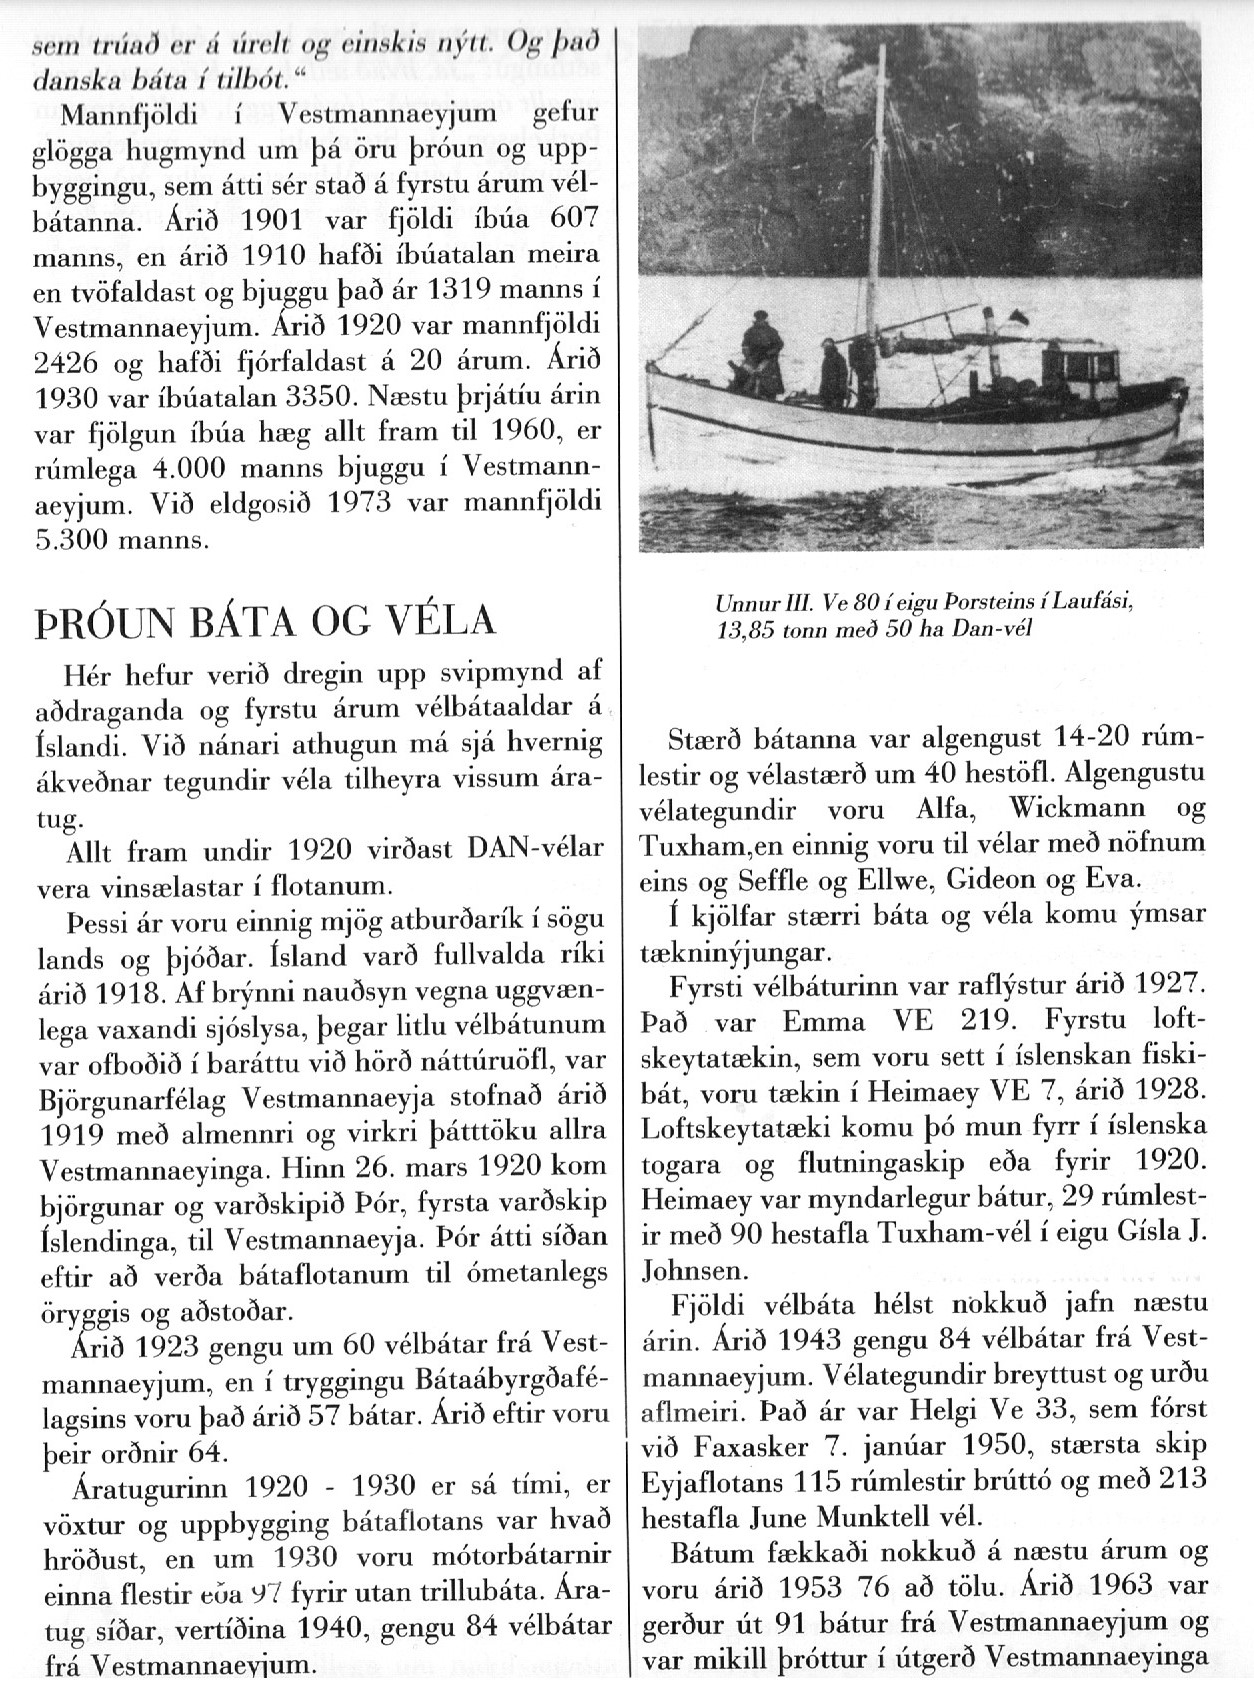 sem trúað er á úrelt og einskis nýtt. Og það
danska báta í tilbót.“
Mannfjöldi í Vestmannaeyjum gefur
glögga hugmynd um þá öru þróun og upp-
byggingu, sem átti sér stað á fyrstu árum vél-
bátanna. Árið 1901 var fjöldi íbúa 607
manns, en árið 1910 hafði íbúatalan meira
en tvöfaldast og bjuggu það ár 1319 manns í
Vestmannaeyjum. Árið 1920 var mannfjöldi
2426 og hafði fjórfaldast á 20 árum. Árið
1930 var íbúatalan 3350. Næstu þrjátíu árin
var fjölgun íbúa hæg allt fram til 1960, er
rúmlega 4.000 manns bjuggu í Vestmann-
aeyjum. Við eldgosið 1973 var mannfjöldi
5.300 manns.
ÞRÓUN BÁTA OG VÉLA
Hér hefur verið dregin upp svipmynd af
aðdraganda og fyrstu árum vélbátaaldar á
Íslandi. Við nánari athugun má sjá hvernig
ákveðnar tegundir véla tilheyra vissum ára-
tug.
Allt fram undir 1920 virðast DAN-vélar
vera vinsælastar í flotanum.
Þessi ár voru einnig mjög atburðarík í sögu
lands og þjóðar. Ísland varð fullvalda ríki
árið 1918. Af brýnni nauðsyn vegna uggvæn-
lega vaxandi sjóslysa, þegar litlu vélbátunum
var ofboðið í baráttu við hörð náttúruöfl, var
Björgunarfélag Vestmannaeyja stofnað árið
1919 með almennri og virkri þátttöku allra
Vestmannaeyinga. Hinn 26. mars 1920 kom
björgunar og varðskipið Þór, fyrsta varðskip
Íslendinga, til Vestmannaeyja. Þór átti síðan
eftir að verða bátaflotanum til ómetanlegs
öryggis og aðstoðar.
Árið 1923 gengu um 60 vélbátar frá Vest-
mannaeyjum, en í tryggingu Bátaábyrgðafé-
lagsins voru það árið 57 bátar. Árið eftir voru
þeir orðnir 64.
Áratugurinn 1920 - 1930 er sá tími, er
vöxtur og uppbygging bátaflotans var hvað
hröðust, en um 1930 voru mótorbátarnir
einna flestir eða 97 fyrir utan trillubáta. Ára-
tug síðar, vertíðina 1940, gengu 84 vélbátar
frá Vestmannaeyjum.
Unnur III. Ve 80 í eigu Þorsteins í Laufási,
13,85 tonn með 50 ha Dan-vél
Stærð bátanna var algengust 14-20 rúm-
lestir og vélastærð um 40 hestöfl. Algengustu
vélategundir voru Alfa, Wickmann og
Tuxham,en einnig voru til vélar með nöfnum
eins og Seffle og Ellwe, Gideon og Eva.
Í kjölfar stærri báta og véla komu ýmsar
tækninýjungar.
Fyrsti vélbáturinn var raflýstur árið 1927.
Það var Emma VE 219. Fyrstu loft-
skeytatækin, sem voru sett í íslenskan fiski-
bát, voru tækin í Heimaey VE 7, árið 1928.
Loftskeytatæki komu þó mun fyrr í íslenska
togara og flutningaskip eða fyrir 1920.
Heimaey var myndarlegur bátur, 29 rúmlest-
ir með 90 hestafla Tuxham-vél í eigu Gísla J.
Johnsen.
Fjöldi vélbáta hélst nokkuð jafn næstu
árin. Árið 1943 gengu 84 vélbátar frá Vest-
mannaeyjum. Vélategundir breyttust og urðu
aflmeiri. Það ár var Helgi Ve 33, sem fórst
við Faxasker 7. janúar 1950, stærsta skip
Eyjaflotans 115 rúmlestir brúttó og með 213
hestafla June Munktell vél.
Bátum fækkaði nokkuð á næstu árum og
voru árið 1953 76 að tölu. Árið 1963 var
gerður út 91 bátur frá Vestmannaeyjum og
var mikill þróttur í útgerð Vestmannaeyinga